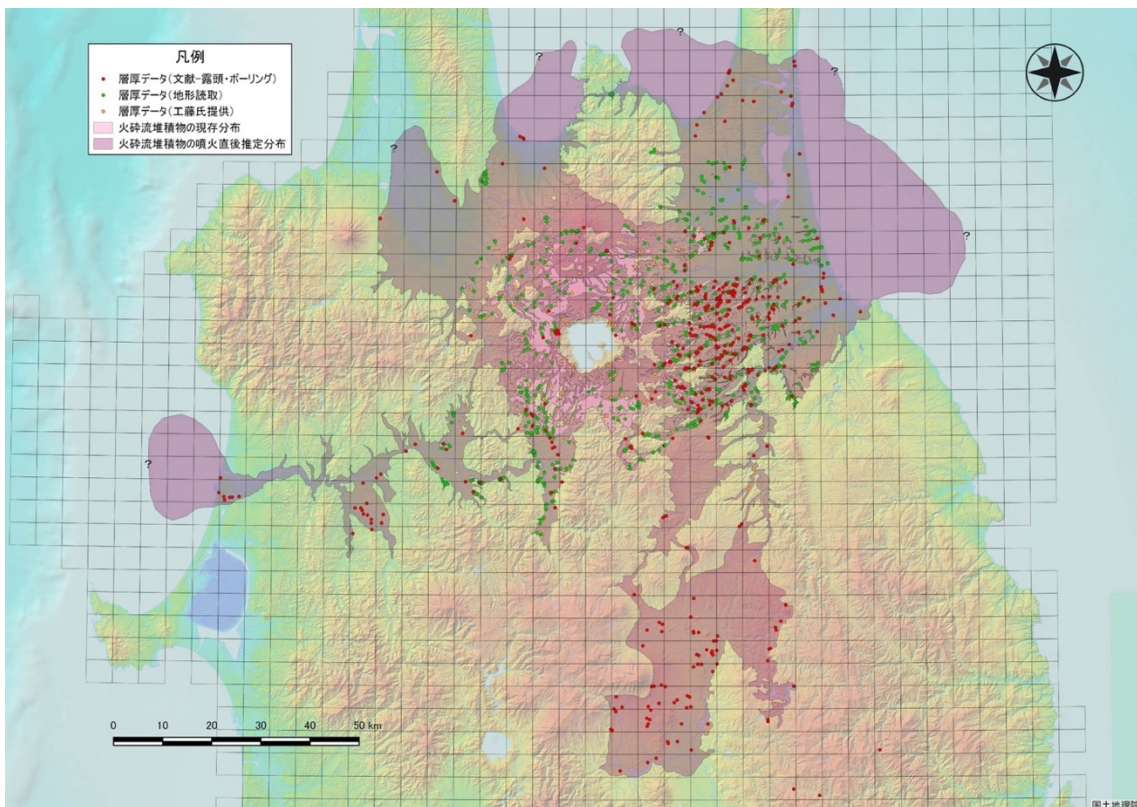 凡例
層厚データ(文献-露頭・ボーリング)
層厚データ(地形読取)
層厚データ(工藤氏提供)
火砕流堆積物の現存分布
火砕流堆積物の噴火直後推定分布
?
?
?
?
?
?
0 10 20 30 40 50 km
国土地理院